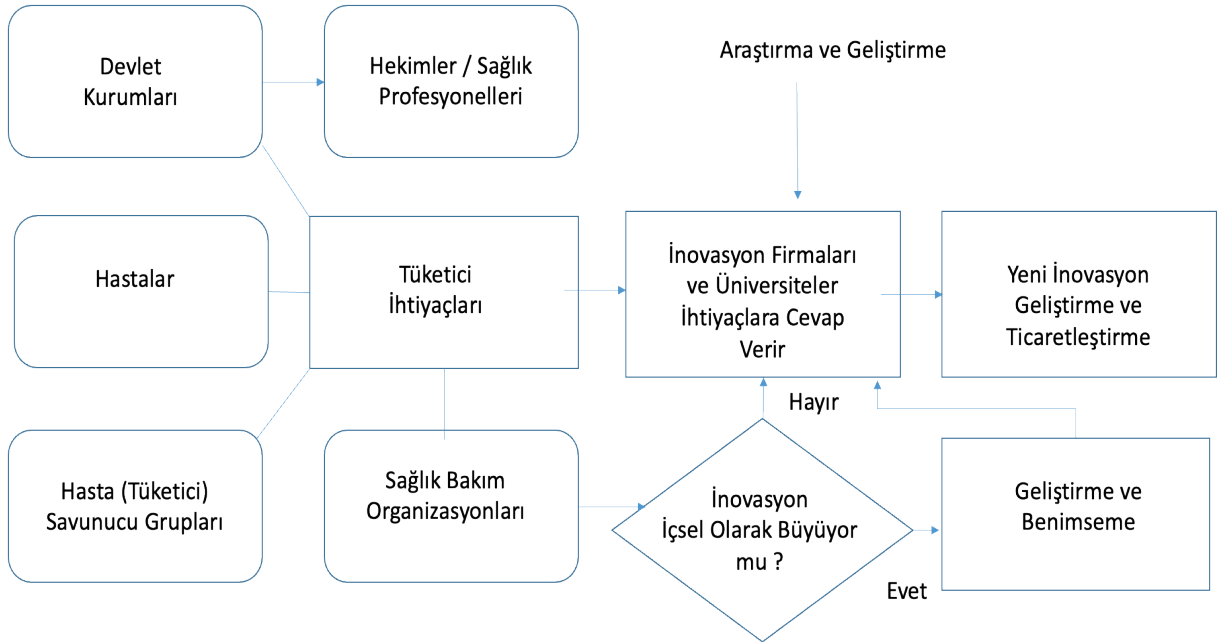 Devlet
Kurumları
Hekimler / Sağlık
Profesyonelleri
Araştırma ve Geliştirme
Hastalar
Tüketici
İhtiyaçları
İnovasyon Firmaları
ve Üniversiteler
İhtiyaçlara Cevap
Verir
Yeni İnovasyon
Geliştirme ve
Ticaretleştirme
Hayır
Hasta (Tüketici)
Savunucu Grupları
Sağlık Bakım
Organizasyonları
İnovasyon
İçsel Olarak Büyüyor
mu ?
Evet
Geliştirme ve
Benimseme